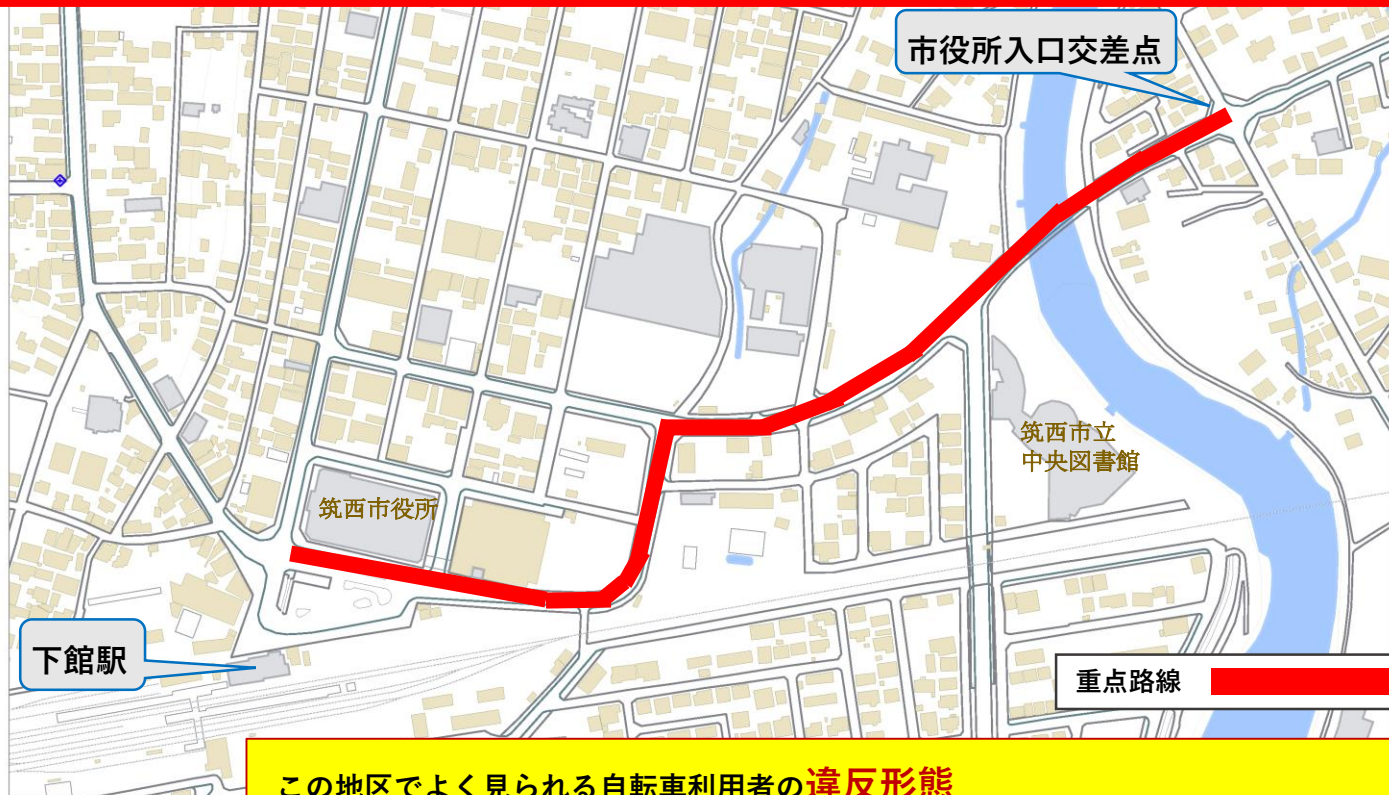 市役所入口交差点
筑西市立
中央図書館
筑西市役所
下館駅
重点路線
この地区でよく見られる自転車利用者の違反形態